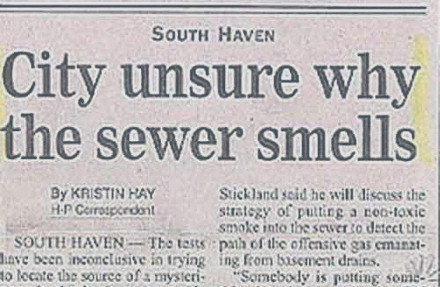 SOUTH HAVEN
City unsure why
the sewer smells
By KRISTIN HAY
H-P Correspondent
SOUTH HAVEN — The tests
have been inconclusive in trying
to locate the source of a mysteri-
Stickland said he will discuss the
strategy of putting a non-toxic
smoke into the sewer to detect the
path of the offensive gas emanat-
ing from basement drains.
"Somebody is putting some-